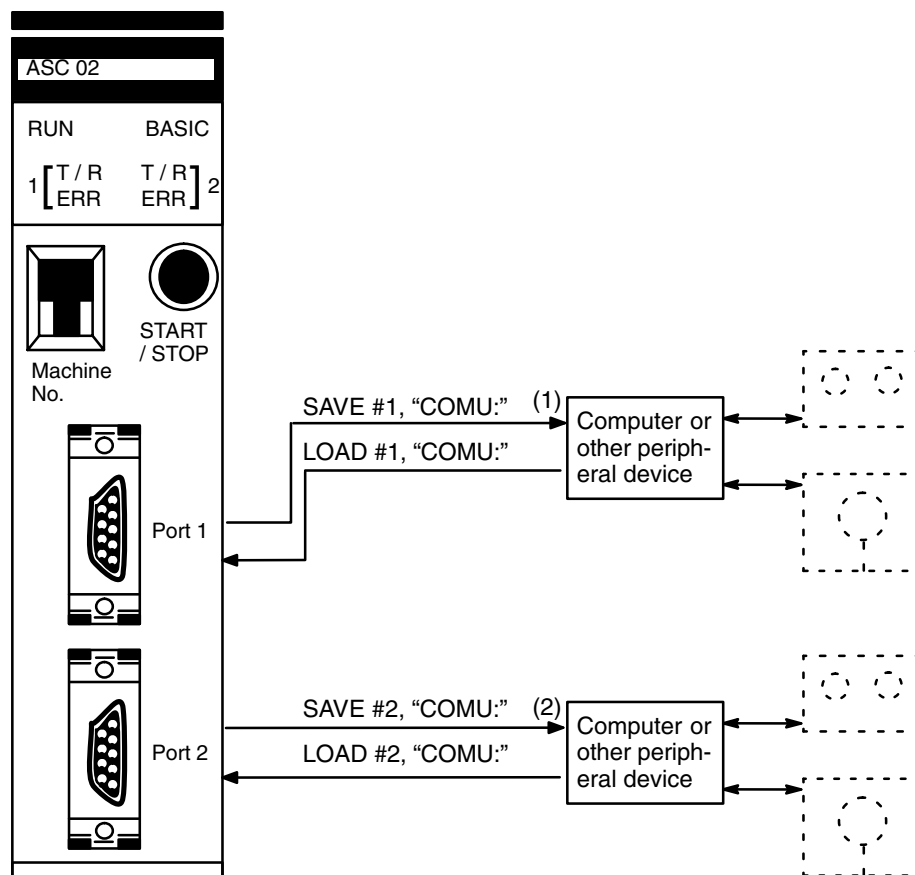 ASC 02
RUN BASIC
1 [ T / R T / R ] 2
ERR ERR
START
/ STOP
Machine
No.
SAVE #1, “COMU:” (1)
LOAD #1, “COMU:”
Computer or
other periph-
eral device
Port 1
SAVE #2, “COMU:” (2)
LOAD #2, “COMU:”
Computer or
other periph-
eral device
Port 2